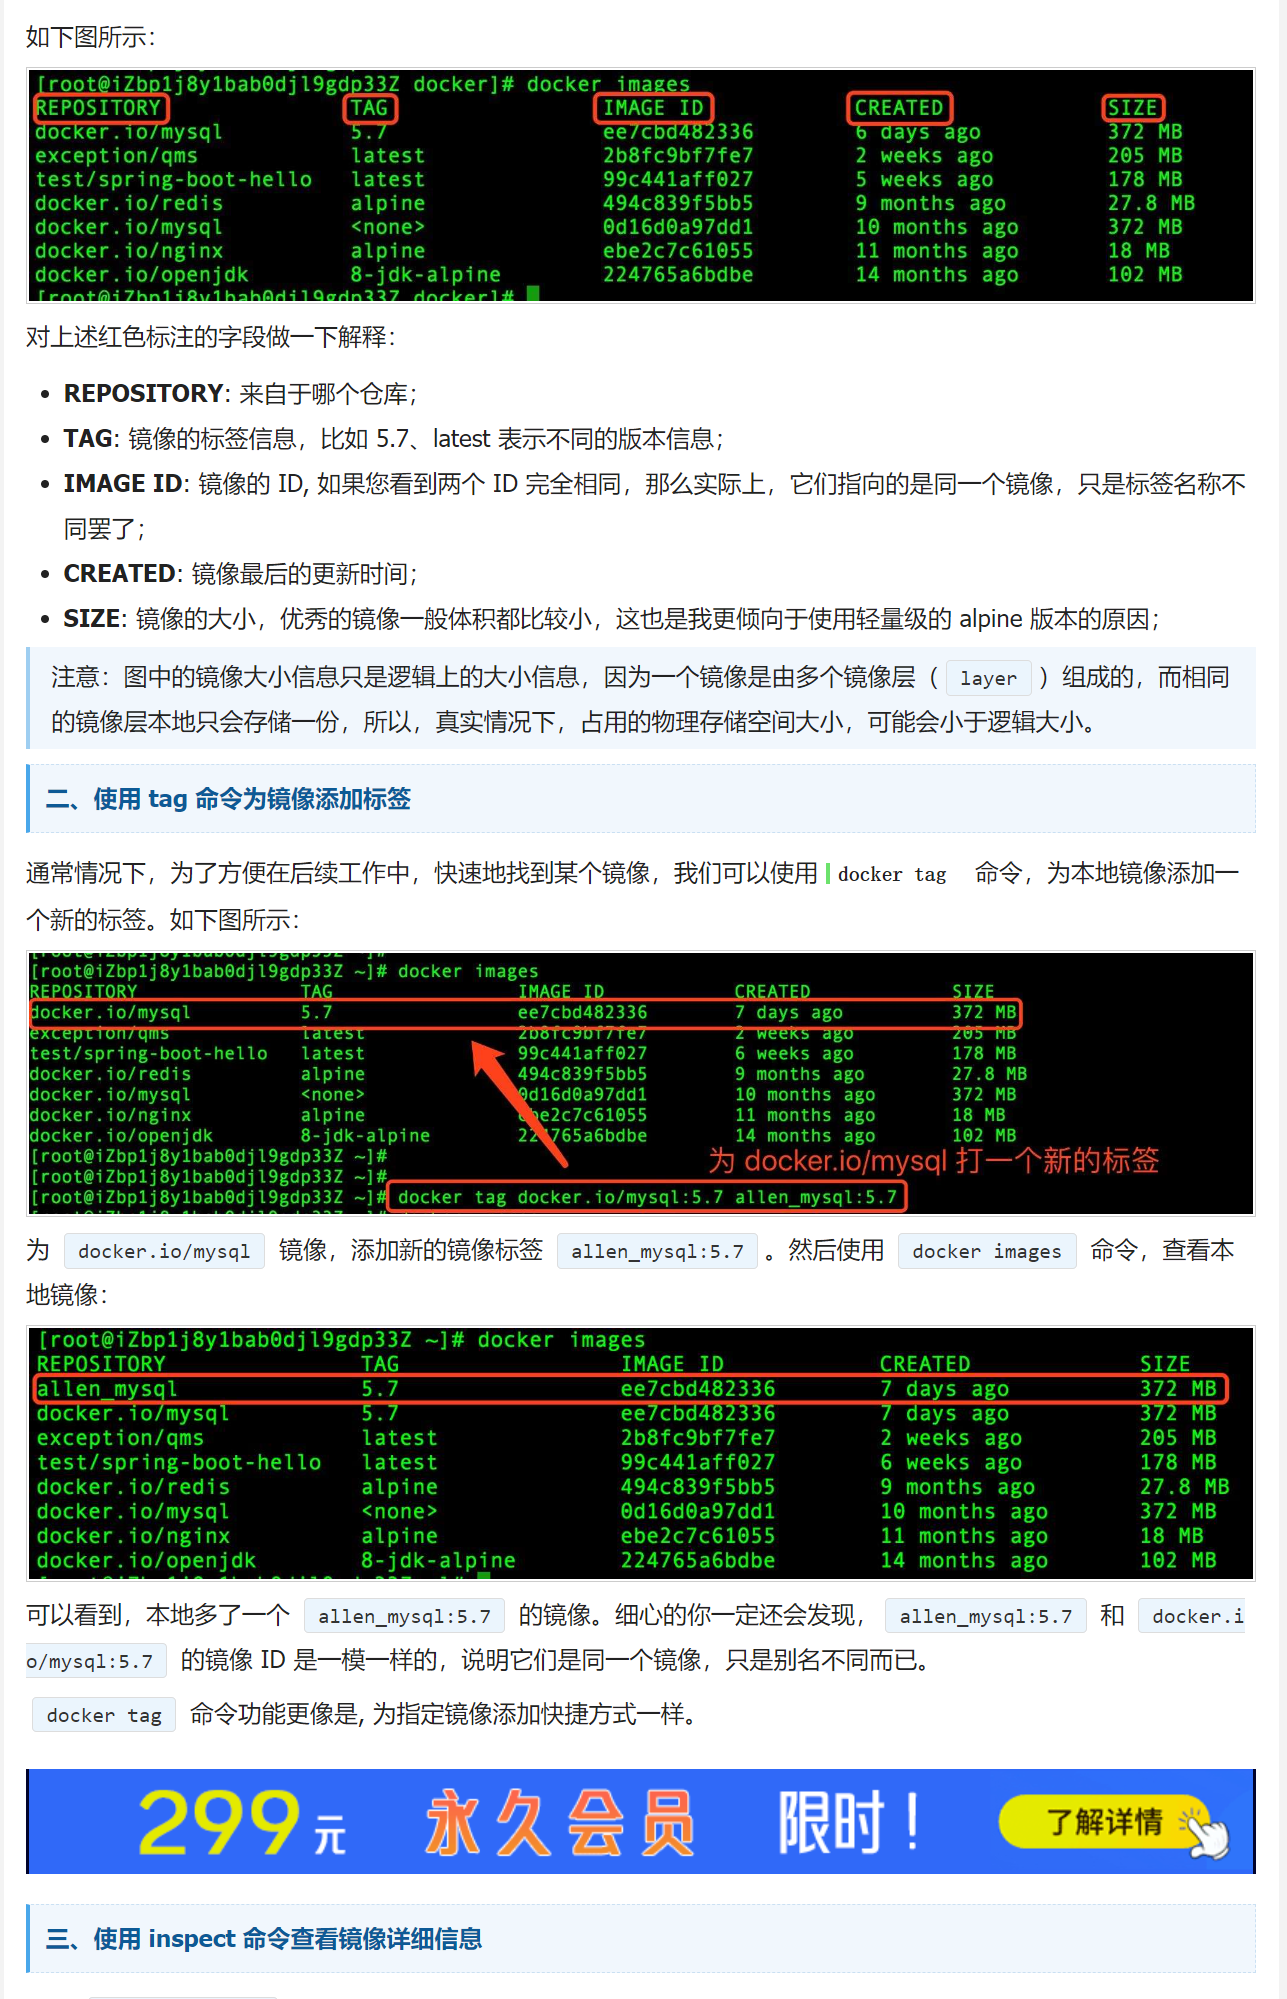 如下图所示：
[root@iZbp1j8y1bab0djl9gdp33Z docker]# docker images
REPOSITORY TAG IMAGE ID CREATED SIZE
docker.io/mysql 5.7 ee7cbd482336 6 days ago 372 MB
exception/qms latest 2b8fc9bf7fe7 2 weeks ago 205 MB
test/spring-boot-hello latest 99c441aff027 5 weeks ago 178 MB
docker.io/redis alpine 494c839f5bb5 9 months ago 27.8 MB
docker.io/mysql <none> 0d16d0a97dd1 10 months ago 372 MB
docker.io/nginx alpine ebe2c7c61055 11 months ago 18 MB
docker.io/openjdk 8-jdk-alpine 224765a6bdbe 14 months ago 102 MB
[root@iZbp1j8y1bab0djl9gdp33Z docker]#
对上述红色标注的字段做一下解释：
• REPOSITORY: 来自于哪个仓库；
• TAG: 镜像的标签信息，比如 5.7、latest 表示不同的版本信息；
• IMAGE ID: 镜像的 ID, 如果您看到两个 ID 完全相同，那么实际上，它们指向的是同一个镜像，只是标签名称不
同罢了；
• CREATED: 镜像最后的更新时间；
• SIZE: 镜像的大小，优秀的镜像一般体积都比较小，这也是我更倾向于使用轻量级的 alpine 版本的原因；
注意：图中的镜像大小信息只是逻辑上的大小信息，因为一个镜像是由多个镜像层（ layer ）组成的，而相同
的镜像层本地只会存储一份，所以，真实情况下，占用的物理存储空间大小，可能会小于逻辑大小。
二、使用 tag 命令为镜像添加标签
通常情况下，为了方便在后续工作中，快速地找到某个镜像，我们可以使用 docker tag 命令，为本地镜像添加一
个新的标签。如下图所示：
[root@iZbp1j8y1bab0djl9gdp33Z ~]#
[root@iZbp1j8y1bab0djl9gdp33Z ~]# docker images
REPOSITORY TAG IMAGE ID CREATED SIZE
docker.io/mysql 5.7 ee7cbd482336 7 days ago 372 MB
exception/qms latest 2b8fc9bf7fe7 2 weeks ago 205 MB
test/spring-boot-hello latest 99c441aff027 6 weeks ago 178 MB
docker.io/redis alpine 494c839f5bb5 9 months ago 27.8 MB
docker.io/mysql <none> 0d16d0a97dd1 10 months ago 372 MB
docker.io/nginx alpine ebe2c7c61055 11 months ago 18 MB
docker.io/openjdk 8-jdk-alpine 224765a6bdbe 14 months ago 102 MB
[root@iZbp1j8y1bab0djl9gdp33Z ~]#
为 docker.io/mysql 打一个新的标签
[root@iZbp1j8y1bab0djl9gdp33Z ~]#
[root@iZbp1j8y1bab0djl9gdp33Z ~]# docker tag docker.io/mysql:5.7 allen_mysql:5.7
为 docker.io/mysql 镜像，添加新的镜像标签 allen_mysql:5.7 。然后使用 docker images 命令，查看本
地镜像：
[root@iZbp1j8y1bab0djl9gdp33Z ~]# docker images
REPOSITORY TAG IMAGE ID CREATED SIZE
allen_mysql 5.7 ee7cbd482336 7 days ago 372 MB
docker.io/mysql 5.7 ee7cbd482336 7 days ago 372 MB
exception/qms latest 2b8fc9bf7fe7 2 weeks ago 205 MB
test/spring-boot-hello latest 99c441aff027 6 weeks ago 178 MB
docker.io/redis alpine 494c839f5bb5 9 months ago 27.8 MB
docker.io/mysql <none> 0d16d0a97dd1 10 months ago 372 MB
docker.io/nginx alpine ebe2c7c61055 11 months ago 18 MB
docker.io/openjdk 8-jdk-alpine 224765a6bdbe 14 months ago 102 MB
可以看到，本地多了一个 allen_mysql:5.7 的镜像。细心的你一定还会发现， allen_mysql:5.7 和 docker.i
o/mysql:5.7 的镜像 ID 是一模一样的，说明它们是同一个镜像，只是别名不同而已。
docker tag 命令功能更像是, 为指定镜像添加快捷方式一样。
299元 永久会员 限时！ 了解详情
三、使用 inspect 命令查看镜像详细信息